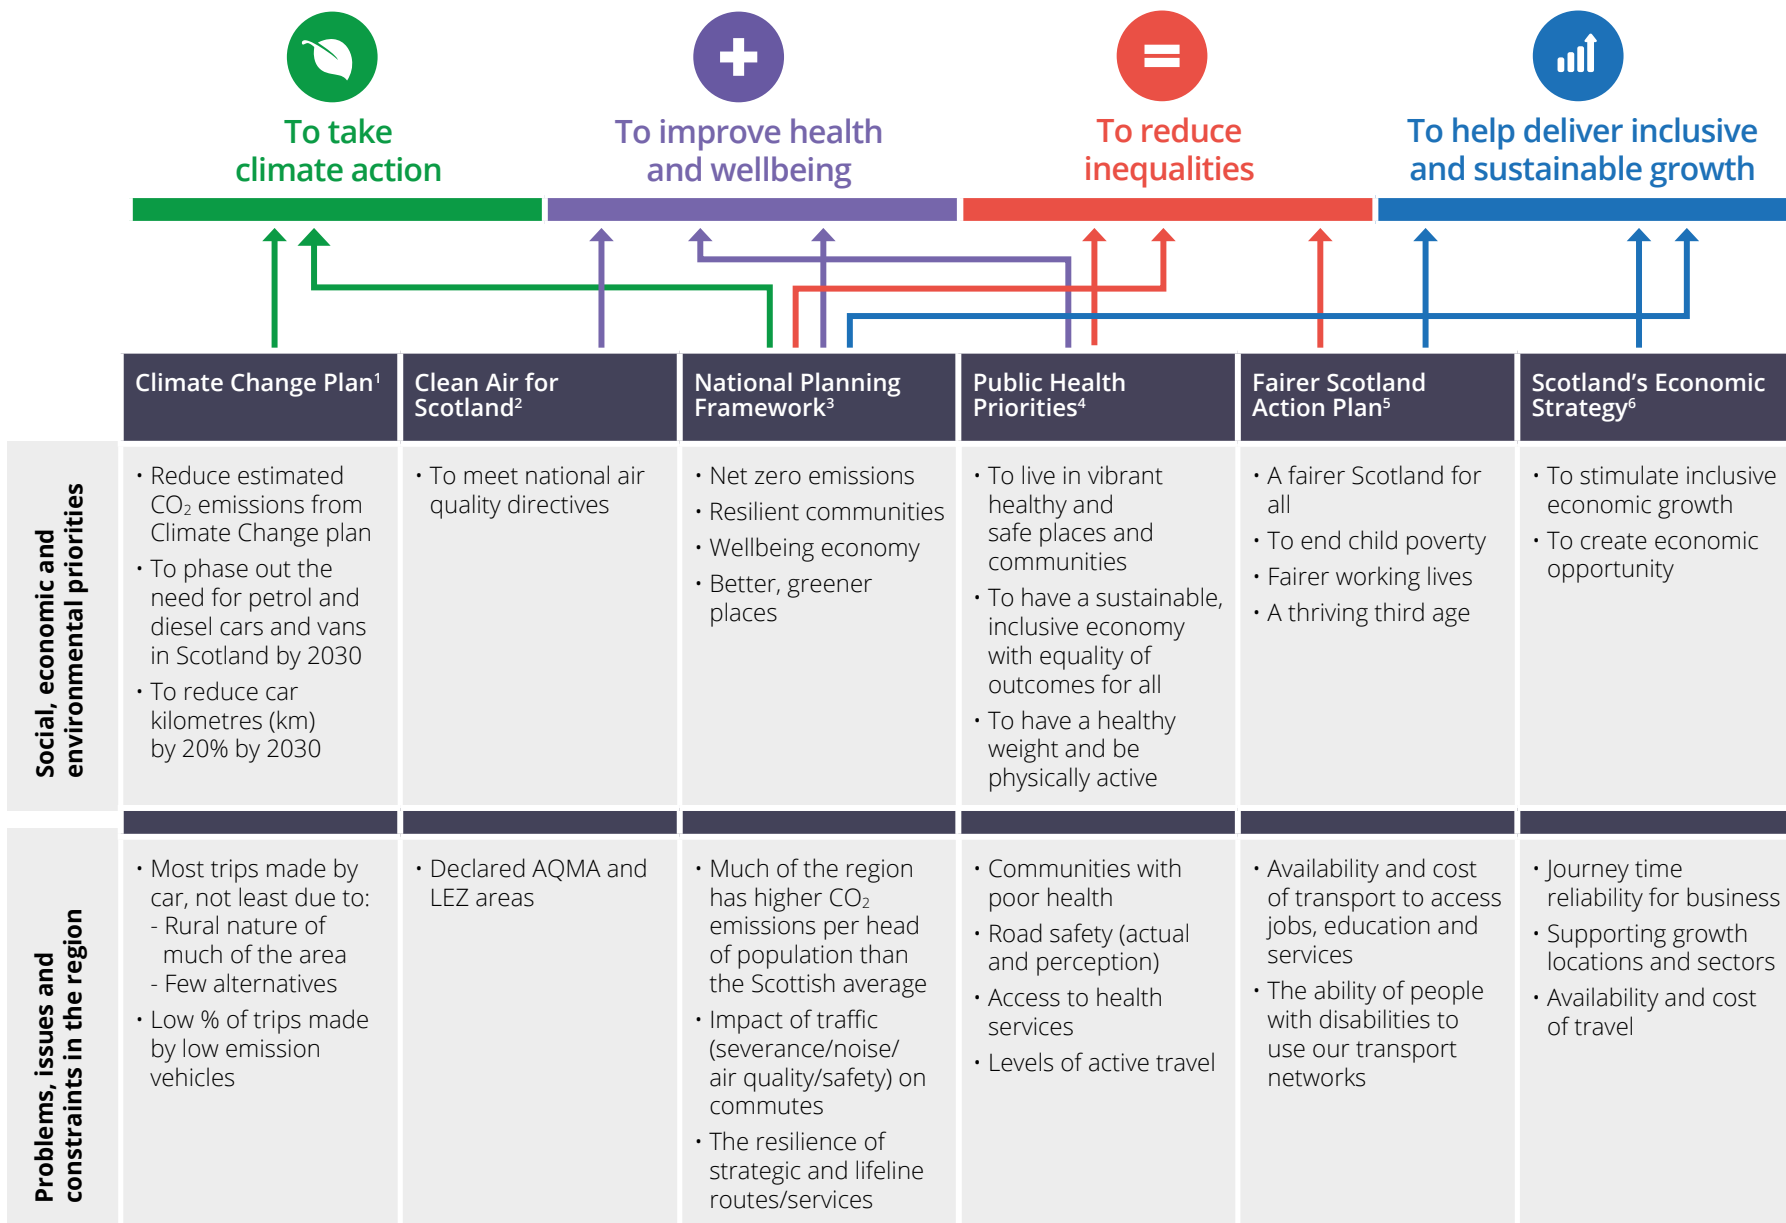 To take
climate action
To improve health
and wellbeing
To reduce
inequalities
To help deliver inclusive
and sustainable growth
Climate Change Plan¹
Clean Air for
Scotland²
National Planning
Framework³
Public Health
Priorities⁴
Fairer Scotland
Action Plan⁵
Scotland’s Economic
Strategy⁶
Social, economic and
environmental priorities
• Reduce estimated
CO₂ emissions from
Climate Change plan
• To phase out the
need for petrol and
diesel cars and vans
in Scotland by 2030
• To reduce car
kilometres (km)
by 20% by 2030
• To meet national air
quality directives
• Net zero emissions
• Resilient communities
• Wellbeing economy
• Better, greener
places
• To live in vibrant
healthy and
safe places and
communities
• To have a sustainable,
inclusive economy
with equality of
outcomes for all
• To have a healthy
weight and be
physically active
• A fairer Scotland for
all
• To end child poverty
• Fairer working lives
• A thriving third age
• To stimulate inclusive
economic growth
• To create economic
opportunity
Problems, issues and
constraints in the region
• Most trips made by
car, not least due to:
- Rural nature of
much of the area
- Few alternatives
• Low % of trips made
by low emission
vehicles
• Declared AQMA and
LEZ areas
• Much of the region
has higher CO₂
emissions per head
of population than
the Scottish average
• Impact of traffic
(severance/noise/
air quality/safety) on
commutes
• The resilience of
strategic and lifeline
routes/services
• Communities with
poor health
• Road safety (actual
and perception)
• Access to health
services
• Levels of active travel
• Availability and cost
of transport to access
jobs, education and
services
• The ability of people
with disabilities to
use our transport
networks
• Journey time
reliability for business
• Supporting growth
locations and sectors
• Availability and cost
of travel